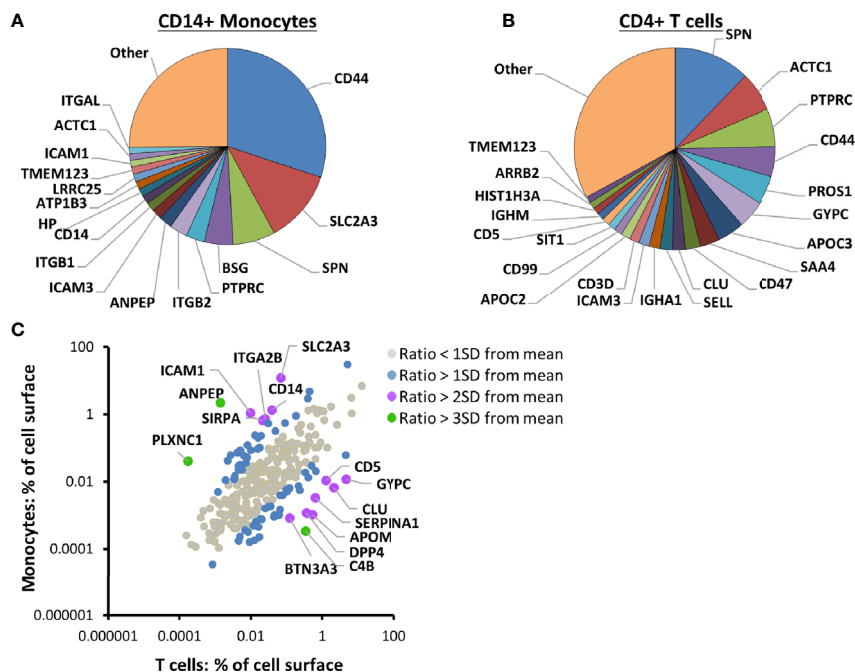 A
CD14+ Monocytes
Other
CD44
ITGAL
ACTC1
ICAM1
TMEM123
LRRC25
ATP1B3
HP
CD14
ITGB1
ICAM3
ANPEP
ITGB2
PTPRC
BSG
SPN
SLC2A3
B
CD4+ T cells
SPN
Other
ACTC1
PTPRC
CD44
PROS1
GYPC
APOC3
SAA4
CD47
CLU
SELL
IGHA1
ICAM3
CD3D
APOC2
CD99
SIT1
CD5
IGHM
HIST1H3A
ARRB2
TMEM123
C
Monocytes: % of cell surface
100
1
0.01
0.0001
0.000001
0.000001
0.0001
0.01
1
100
T cells: % of cell surface
SLC2A3
ITGA2B
ICAM1
CD14
ANPEP
SIRPA
PLXNC1
CD5
GYPC
CLU
SERPINA1
APOM
DPP4
C4B
BTN3A3
Ratio < 1SD from mean
Ratio > 1SD from mean
Ratio > 2SD from mean
Ratio > 3SD from mean